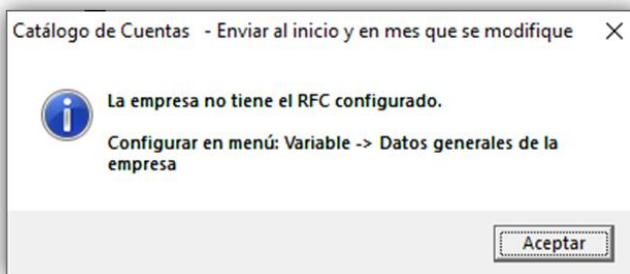 Catálogo de Cuentas - Enviar al inicio y en mes que se modifique
La empresa no tiene el RFC configurado.
Configurar en menú: Variable -> Datos generales de la
empresa
Aceptar